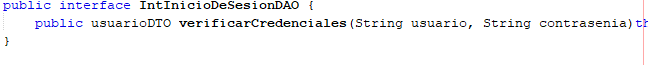 public interface IntInicioDeSesionDAO {
public usuarioDTO verificarCredenciales(String usuario, String contrasenia)th
}